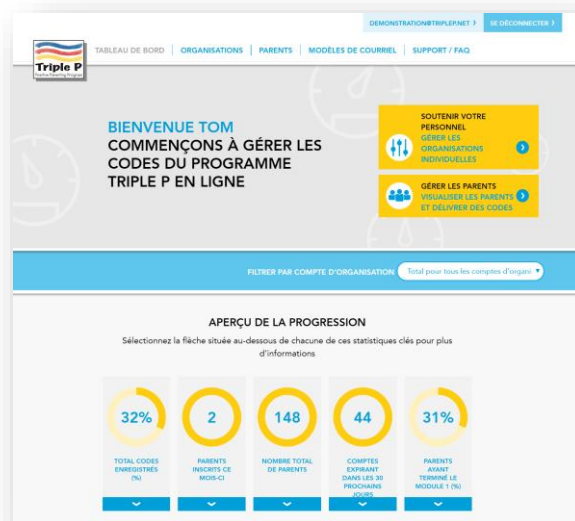 DEMONSTRATION@TRIPLEP.NET
SE DÉCONNECTER
Triple P
TABLEAU DE BORD
ORGANISATIONS
PARENTS
MODÈLES DE COURRIEL
SUPPORT / FAQ
BIENVENUE TOM
COMMENÇONS À GÉRER LES
CODES DU PROGRAMME
TRIPLE P EN LIGNE
SOUTENIR VOTRE
PERSONNEL
GÉRER LES
ORGANISATIONS
INDIVIDUELLES
GÉRER LES PARENTS
VISUALISER LES PARENTS
ET DÉLIVRER DES CODES
FILTRER PAR COMPTE D'ORGANISATION
Total pour tous les comptes d'organi
APERÇU DE LA PROGRESSION
Sélectionnez la flèche située au-dessous de chacune de ces statistiques clés pour plus
d'informations
32%
2
148
44
31%
TOTAL CODES
ENREGISTRÉS
(%)
PARENTS
INSCRITS CE
MOIS-CI
NOMBRE TOTAL
DE PARENTS
COMPTES
EXPIRANT
DANS LES 30
PROCHAINS
JOURS
PARENTS
AYANT
TERMINÉ LE
MODULE 1 (%)